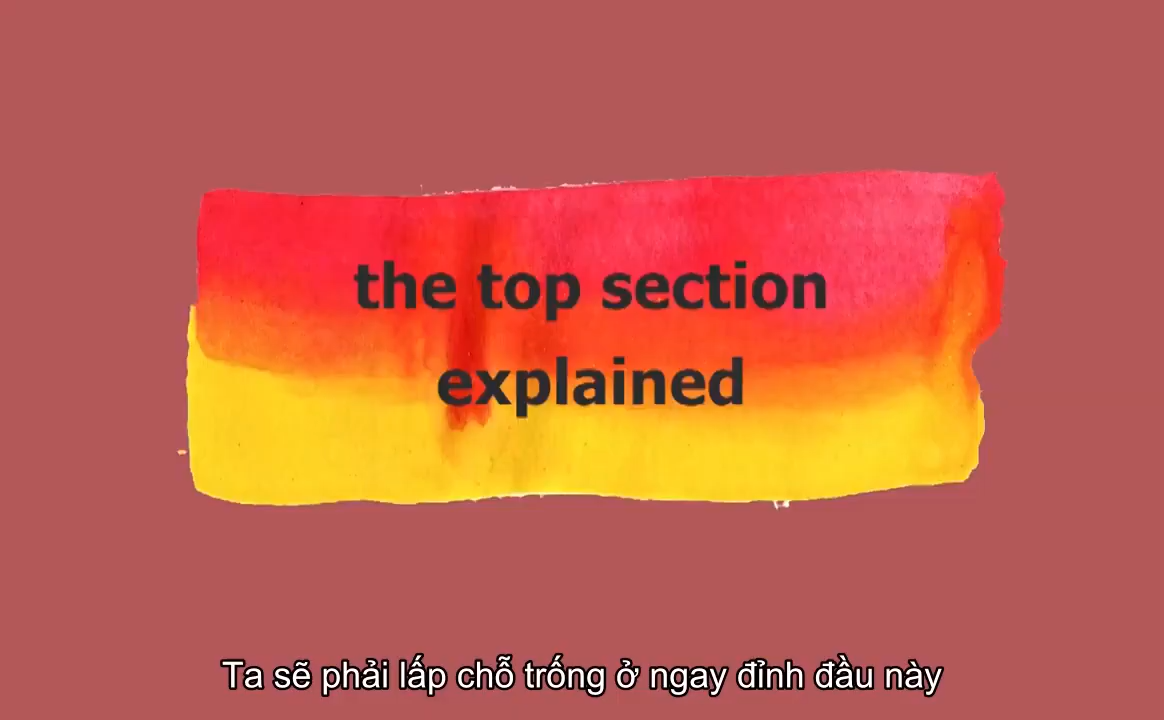 the top section
explained
Ta sẽ phải lấp chỗ trống ở ngay đỉnh đầu này